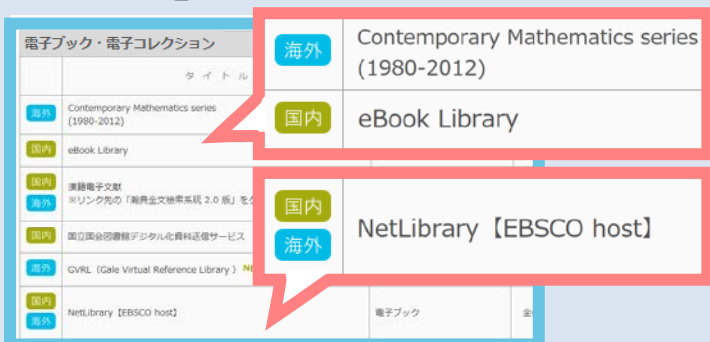 電子ブック・電子コレクション
タイトル
海外 Contemporary Mathematics series
(1980-2012)
国内 eBook Library
国内 漢籍電子文献
海外 ※リンク先の「瀚典全文検索系統 2.0 版」をク
国内 国立国会図書館デジタル化資料送信サービス
海外 GVRL（Gale Virtual Reference Library ）
国内
海外 NetLibrary【EBSCO host】 電子ブック
海外 Contemporary Mathematics series
(1980-2012)
国内 eBook Library
国内
海外 NetLibrary【EBSCO host】